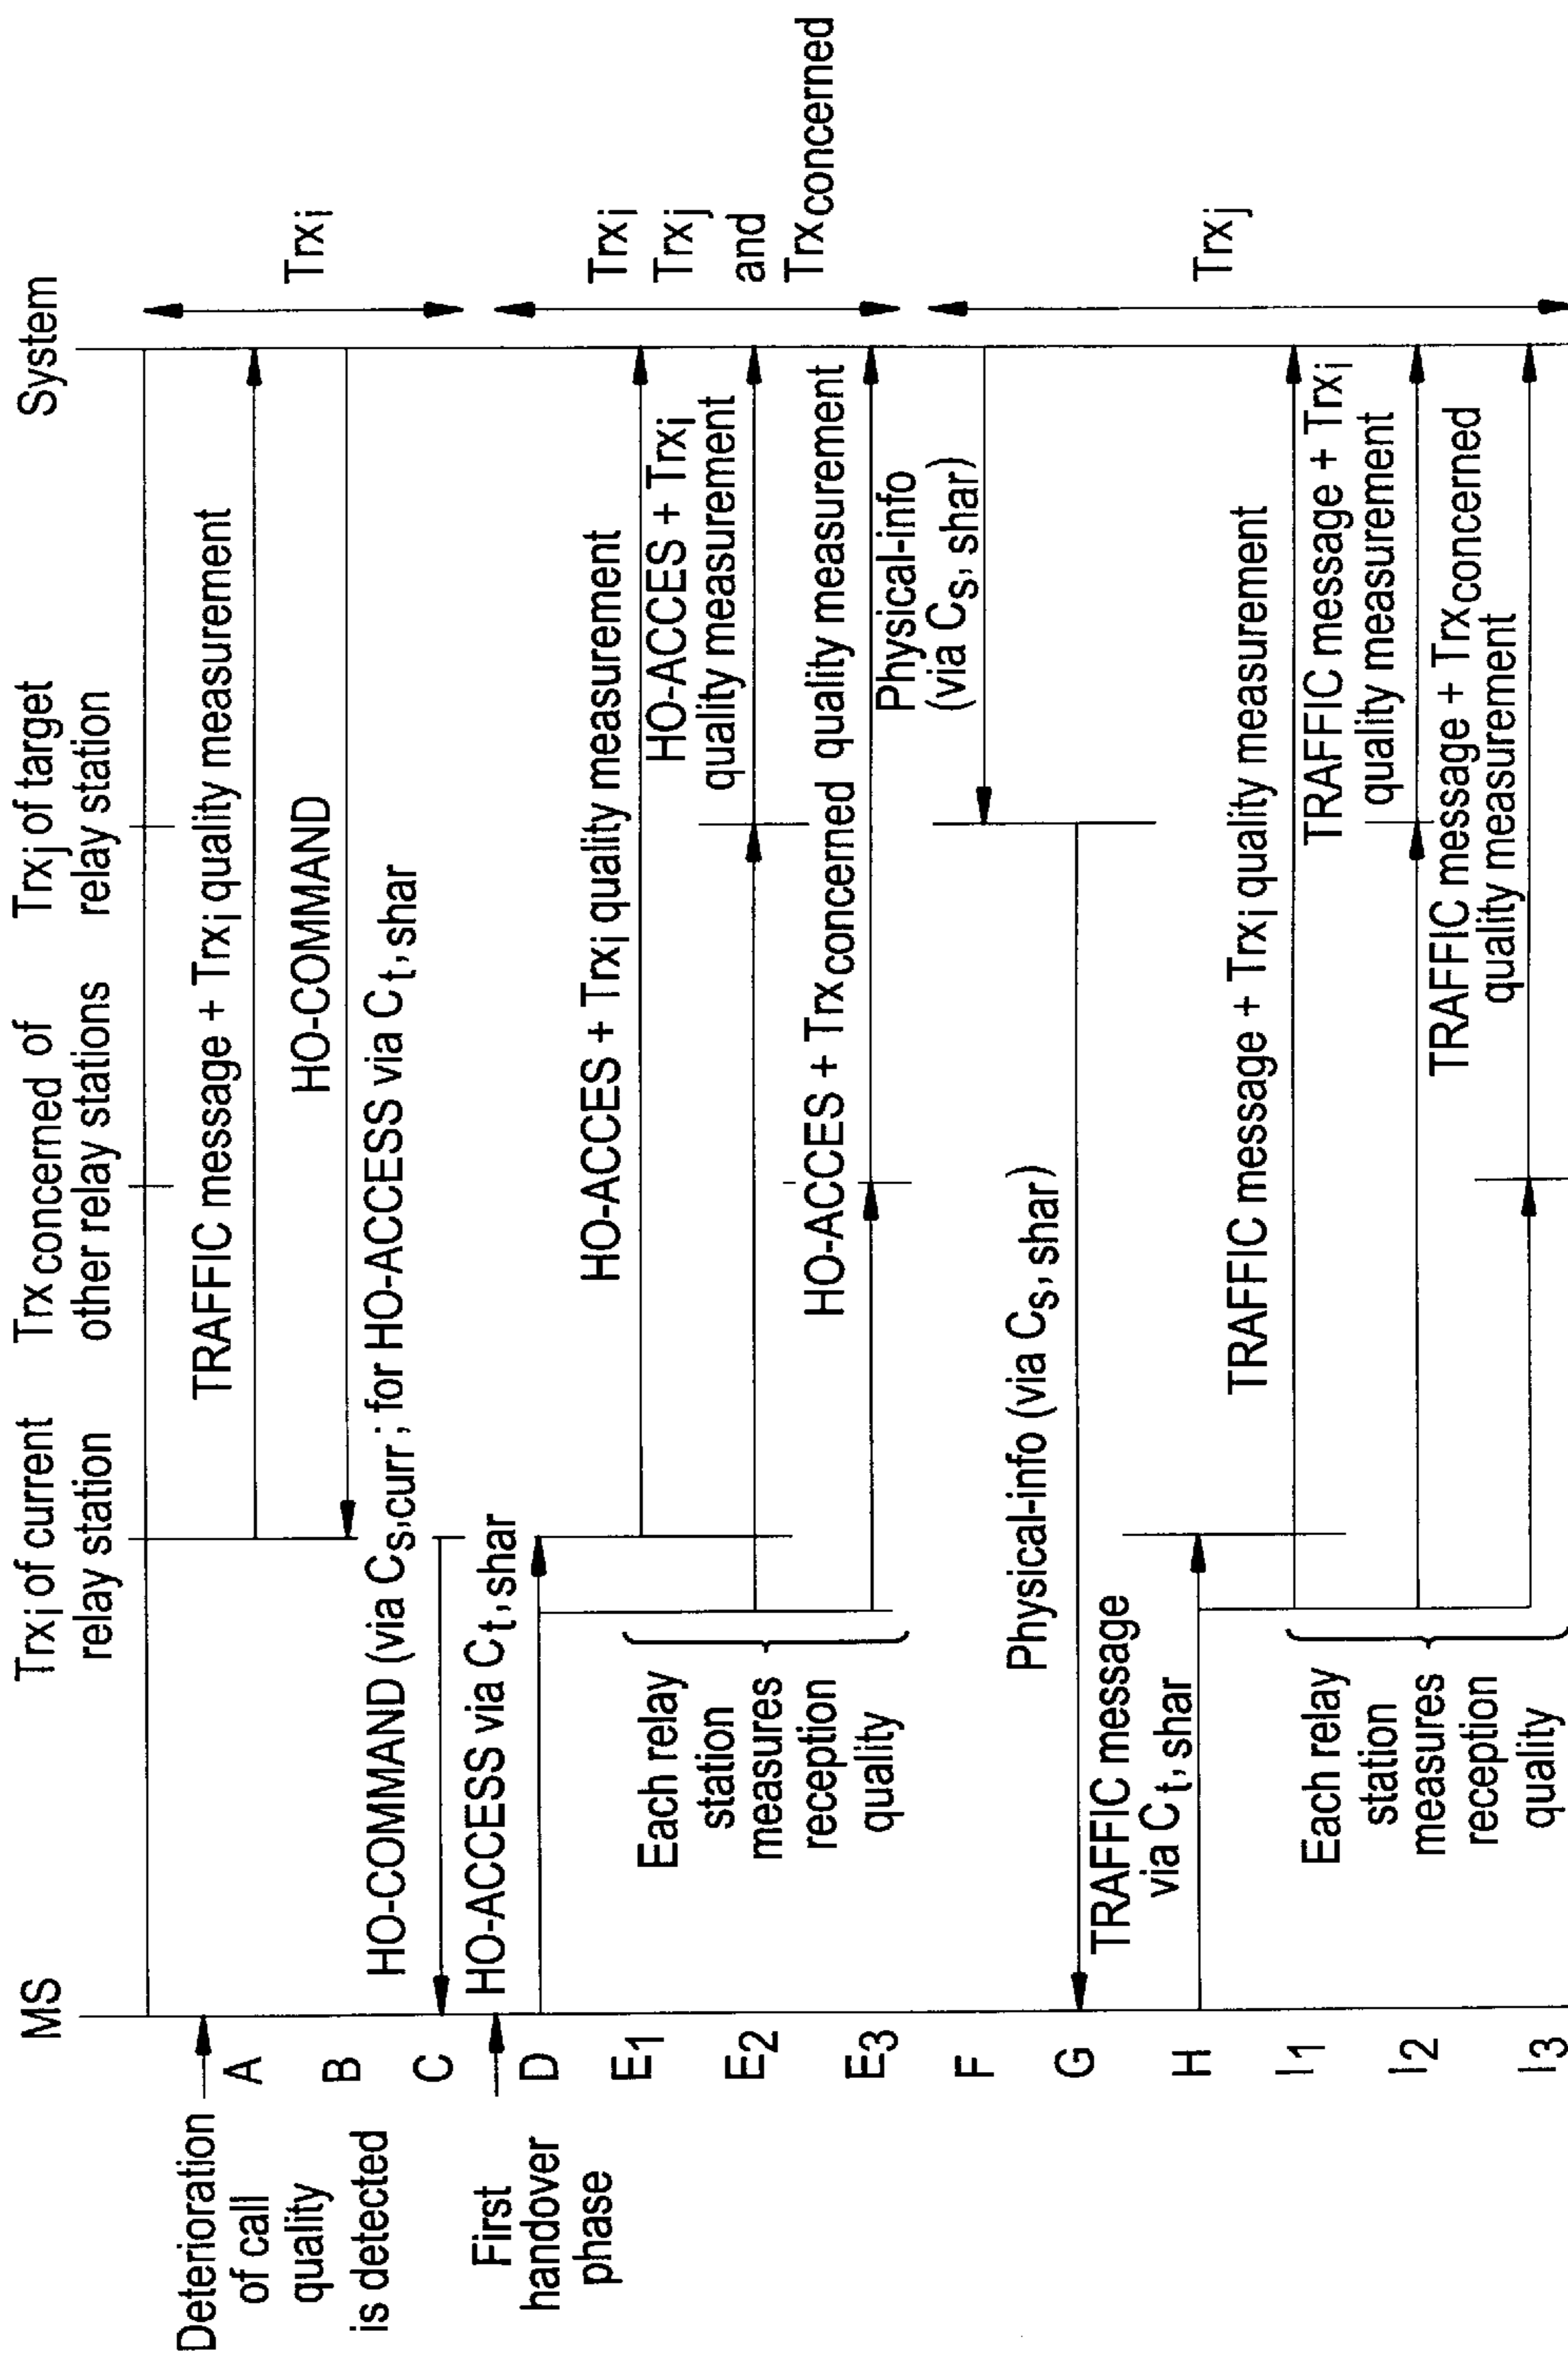 MS
Trxi of current
relay station
Trxconcerned of
other relay stations
Trxj of target
relay station
System
Deterioration
of call
quality
is detected
A
TRAFFIC message + Trxi quality measurement
B
HO-COMMAND
Trxi
C
HO-COMMAND (via Cs,curr ; for HO-ACCESS via Ct, shar
First
handover
phase
D
HO-ACCESS via Ct, shar
E1
HO-ACCES + Trxi quality measurement
E2
HO-ACCES + Trxi
quality measurement
E3
HO-ACCES + Trxconcerned quality measurement
Each relay
station
measures
reception
quality
Trxi
Trxj
and
Trxconcerned
F
Physical-info
(via Cs, shar)
G
Physical-info (via Cs, shar)
H
TRAFFIC message
via Ct, shar
Trxj
I1
TRAFFIC message + Trxi quality measurement
I2
TRAFFIC message + Trxi
quality measurement
I3
TRAFFIC message + Trxconcerned
quality measurement
Each relay
station
measures
reception
quality